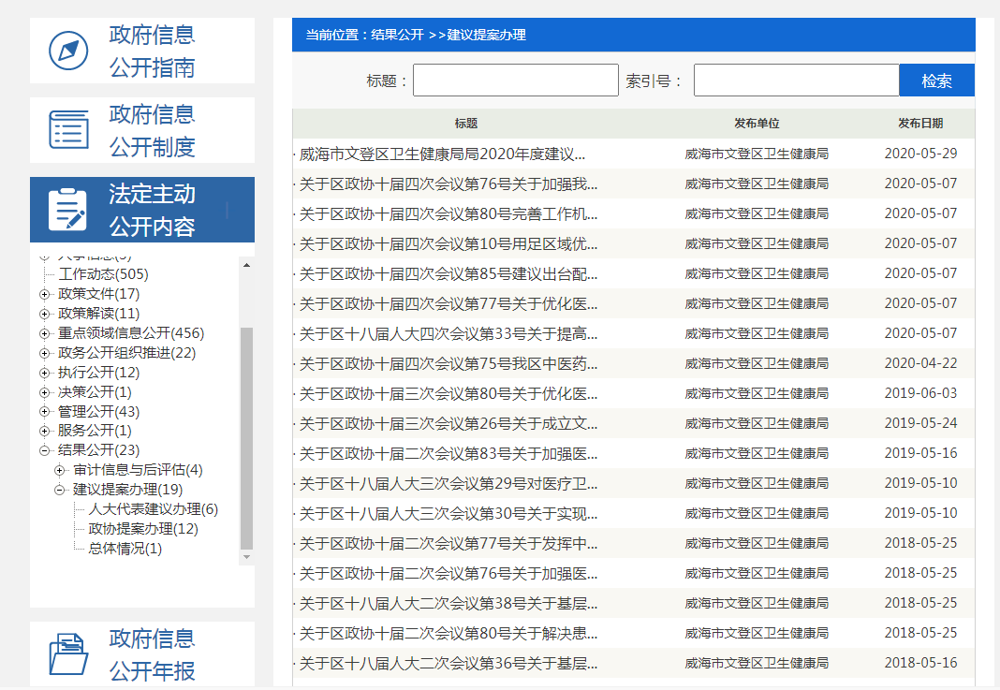 政府信息
公开指南
政府信息
公开制度
法定主动
公开内容
工作动态(505)
政策文件(17)
政策解读(11)
重点领域信息公开(456)
政务公开组织推进(22)
执行公开(12)
决策公开(1)
管理公开(43)
服务公开(1)
结果公开(23)
审计信息与后评估(4)
建议提案办理(19)
人大代表建议办理(6)
政协提案办理(12)
总体情况(1)
政府信息
公开年报
当前位置：结果公开 >>建议提案办理
标题： 索引号： 检索
标题 发布单位 发布日期
· 威海市文登区卫生健康局局2020年度建议... 威海市文登区卫生健康局 2020-05-29
· 关于区政协十届四次会议第76号关于加强我... 威海市文登区卫生健康局 2020-05-07
· 关于区政协十届四次会议第80号完善工作机... 威海市文登区卫生健康局 2020-05-07
· 关于区政协十届四次会议第10号用足区域优... 威海市文登区卫生健康局 2020-05-07
· 关于区政协十届四次会议第85号建议出台配... 威海市文登区卫生健康局 2020-05-07
· 关于区政协十届四次会议第77号关于优化医... 威海市文登区卫生健康局 2020-05-07
· 关于区十八届人大四次会议第33号关于提高... 威海市文登区卫生健康局 2020-05-07
· 关于区政协十届四次会议第75号我区中医药... 威海市文登区卫生健康局 2020-04-22
· 关于区政协十届三次会议第80号关于优化医... 威海市文登区卫生健康局 2019-06-03
· 关于区政协十届三次会议第26号关于成立文... 威海市文登区卫生健康局 2019-05-24
· 关于区政协十届二次会议第83号关于加强医... 威海市文登区卫生健康局 2019-05-16
· 关于区十八届人大三次会议第29号对医疗卫... 威海市文登区卫生健康局 2019-05-10
· 关于区十八届人大三次会议第30号关于实现... 威海市文登区卫生健康局 2019-05-10
· 关于区政协十届二次会议第77号关于发挥中... 威海市文登区卫生健康局 2018-05-25
· 关于区政协十届二次会议第76号关于加强医... 威海市文登区卫生健康局 2018-05-25
· 关于区十八届人大二次会议第38号关于基层... 威海市文登区卫生健康局 2018-05-25
· 关于区政协十届二次会议第80号关于解决患... 威海市文登区卫生健康局 2018-05-25
· 关于区十八届人大二次会议第36号关于基层... 威海市文登区卫生健康局 2018-05-16